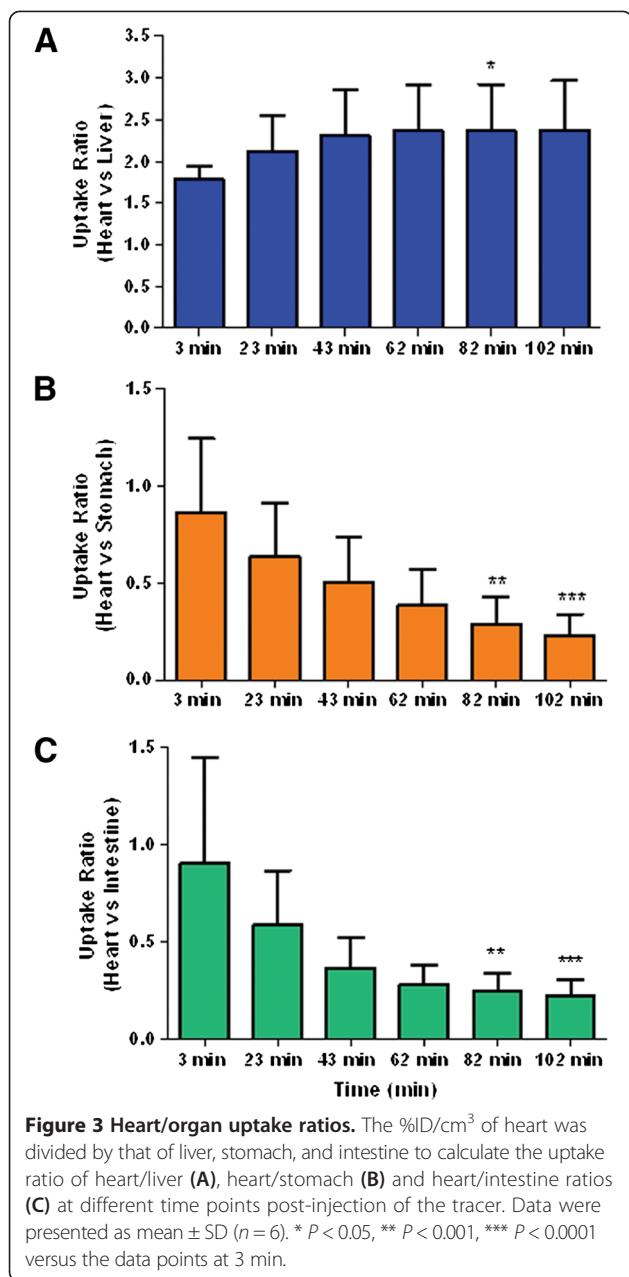 A
3.5
*
3.0
2.5
2.0
1.5
1.0
0.5
0.0
Uptake Ratio
(Heart vs Liver)
3 min 23 min 43 min 62 min 82 min 102 min
B
1.5
1.0
0.5
0.0
Uptake Ratio
(Heart vs Stomach)
** ***
3 min 23 min 43 min 62 min 82 min 102 min
C
1.5
1.0
0.5
0.0
Uptake Ratio
(Heart vs Intestine)
** ***
3 min 23 min 43 min 62 min 82 min 102 min
Time (min)
Figure 3 Heart/organ uptake ratios. The %ID/cm³ of heart was
divided by that of liver, stomach, and intestine to calculate the uptake
ratio of heart/liver (A), heart/stomach (B) and heart/intestine ratios
(C) at different time points post-injection of the tracer. Data were
presented as mean ± SD (n = 6). * P < 0.05, ** P < 0.001, *** P < 0.0001
versus the data points at 3 min.